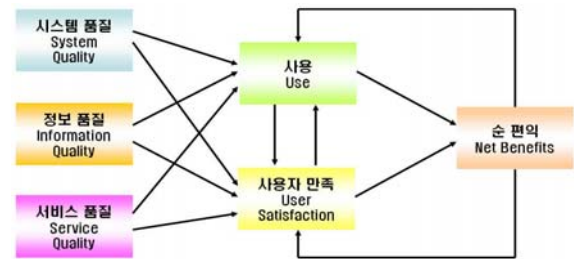 시스템 품질
System
Quality
정보 품질
Information
Quality
서비스 품질
Service
Quality
사용
Use
사용자 만족
User
Satisfaction
순 편익
Net Benefits